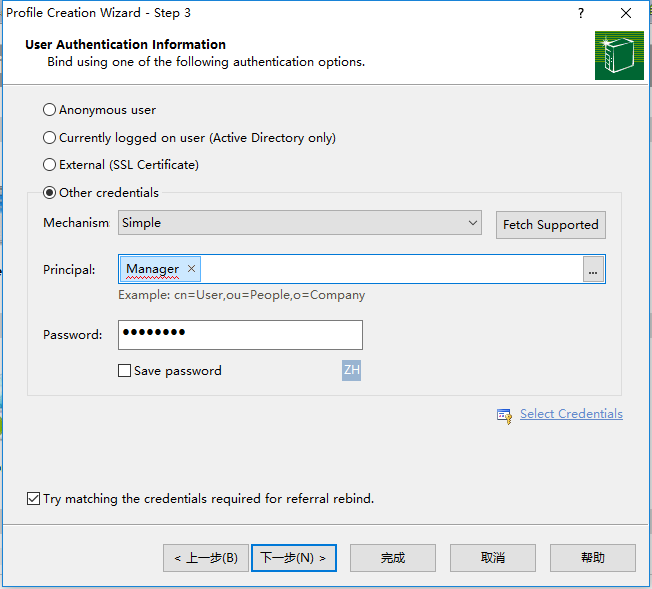 Profile Creation Wizard - Step 3
?
User Authentication Information
Bind using one of the following authentication options.
Anonymous user
Currently logged on user (Active Directory only)
External (SSL Certificate)
Other credentials
Mechanism Simple Fetch Supported
Principal: Manager × ...
Example: cn=User,ou=People,o=Company
Password: ●●●●●●●●
Save password ZH
Select Credentials
Try matching the credentials required for referral rebind.
< 上一步(B) 下一步(N) > 完成 取消 帮助